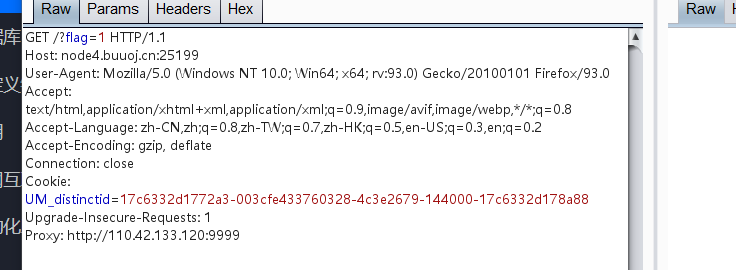 Raw Params Headers Hex Raw He
GET /?flag=1 HTTP/1.1
Host: node4.buuoj.cn:25199
User-Agent: Mozilla/5.0 (Windows NT 10.0; Win64; x64; rv:93.0) Gecko/20100101 Firefox/93.0
Accept:
text/html,application/xhtml+xml,application/xml;q=0.9,image/avif,image/webp,*/*;q=0.8
Accept-Language: zh-CN,zh;q=0.8,zh-TW;q=0.7,zh-HK;q=0.5,en-US;q=0.3,en;q=0.2
Accept-Encoding: gzip, deflate
Connection: close
Cookie:
UM_distinctid=17c6332d1772a3-003cfe433760328-4c3e2679-144000-17c6332d178a88
Upgrade-Insecure-Requests: 1
Proxy: http://110.42.133.120:9999